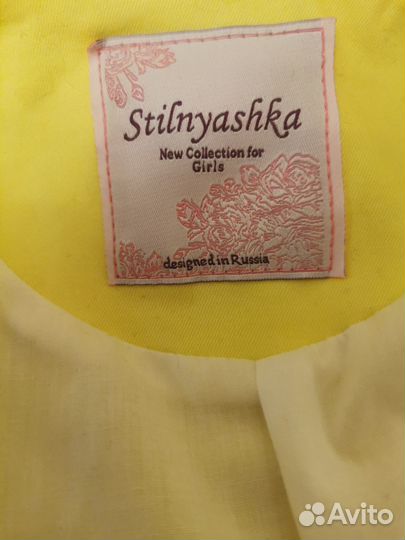 Stilnyashka
New Collection for
Girls
designed in Russia
Avito